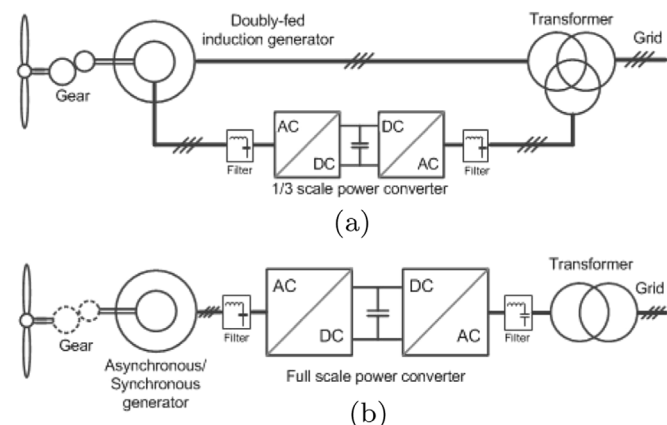 Doubly-fed
induction generator
Transformer
Grid
Gear
AC
DC
DC
AC
Filter
Filter
1/3 scale power converter
(a)
Transformer
Grid
AC
DC
DC
AC
Gear
Filter
Filter
Asynchronous/
Synchronous
generator
Full scale power converter
(b)